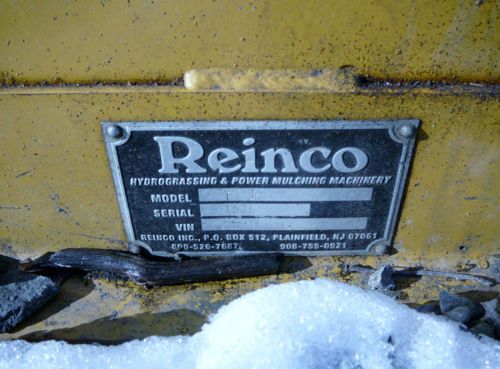 Reinco
HYDROGRASSING & POWER MULCHING MACHINERY
MODEL
SERIAL
VIN
REINCO INC., P.O. BOX 512, PLAINFIELD, NJ 07061
800-526-7687 908-755-0921